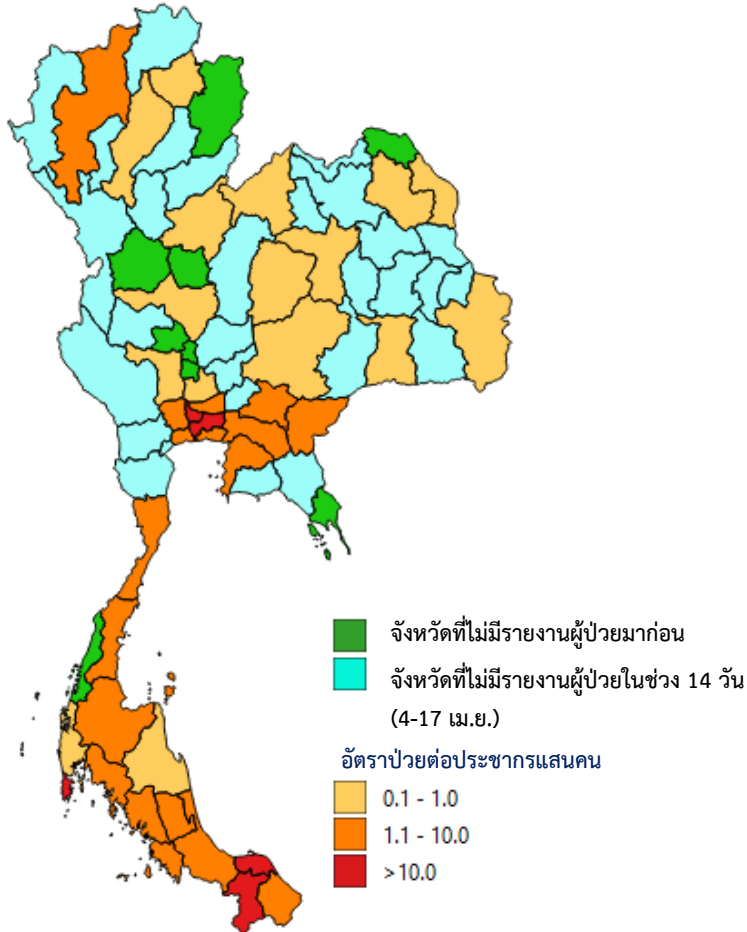 จังหวัดที่ไม่มีรายงานผู้ป่วยมาก่อน
จังหวัดที่ไม่มีรายงานผู้ป่วยในช่วง 14 วัน
(4-17 เม.ย.)
อัตราป่วยต่อประชากรแสนคน
0.1 - 1.0
1.1 - 10.0
>10.0